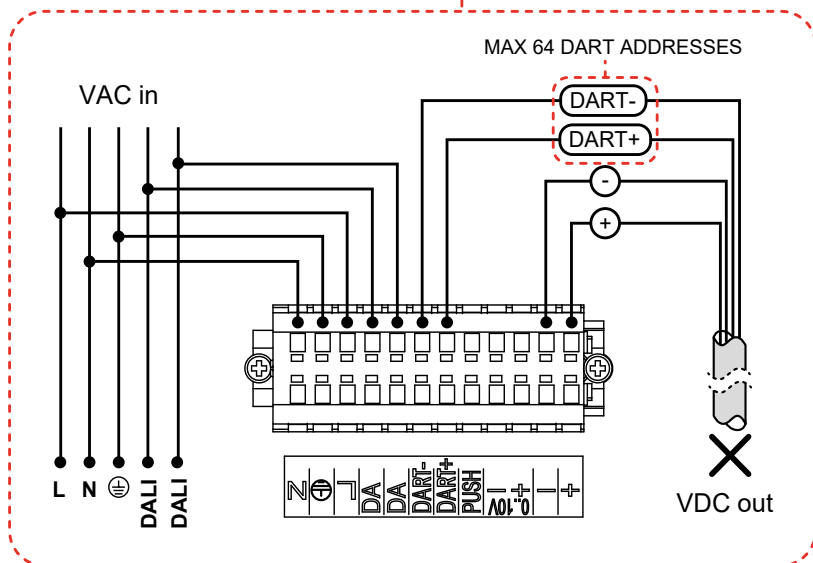 MAX 64 DART ADDRESSES
VAC in
DART-
DART+
-
+
L N DALI DALI
N L DA DA DART- DART+ PUSH - + 0..10V - +
VDC out